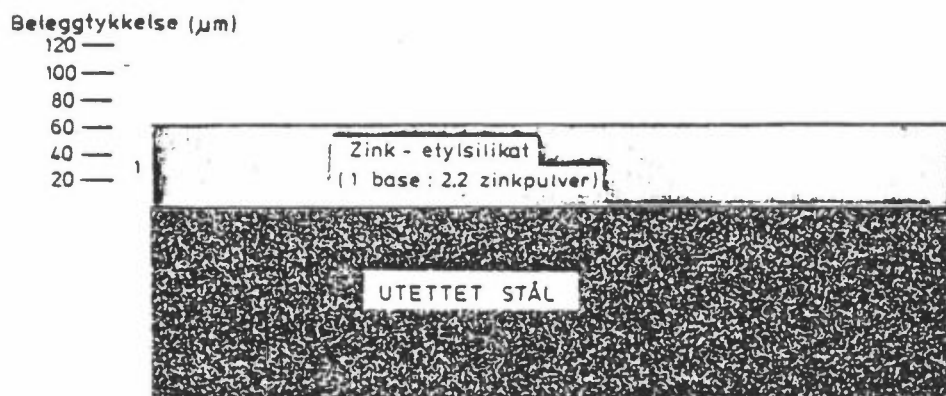 Beleggtykkelse (μm)
120
100
80
60
40
20
1
Zink - etylsilikat
(1 base : 2.2 zinkpulver)
UTETTET STÅL